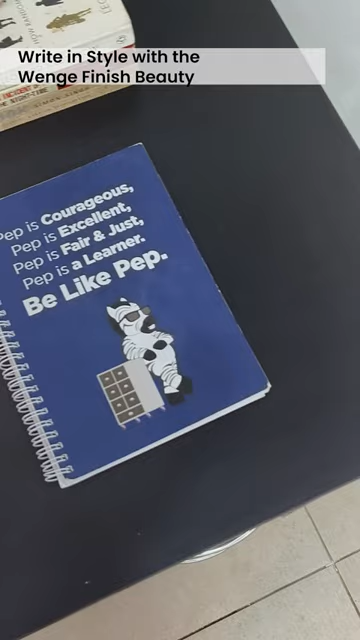 Write in Style with the
Wenge Finish Beauty
Pep is Courageous,
Pep is Excellent,
Pep is Fair & Just,
Pep is a Learner.
Be Like Pep.